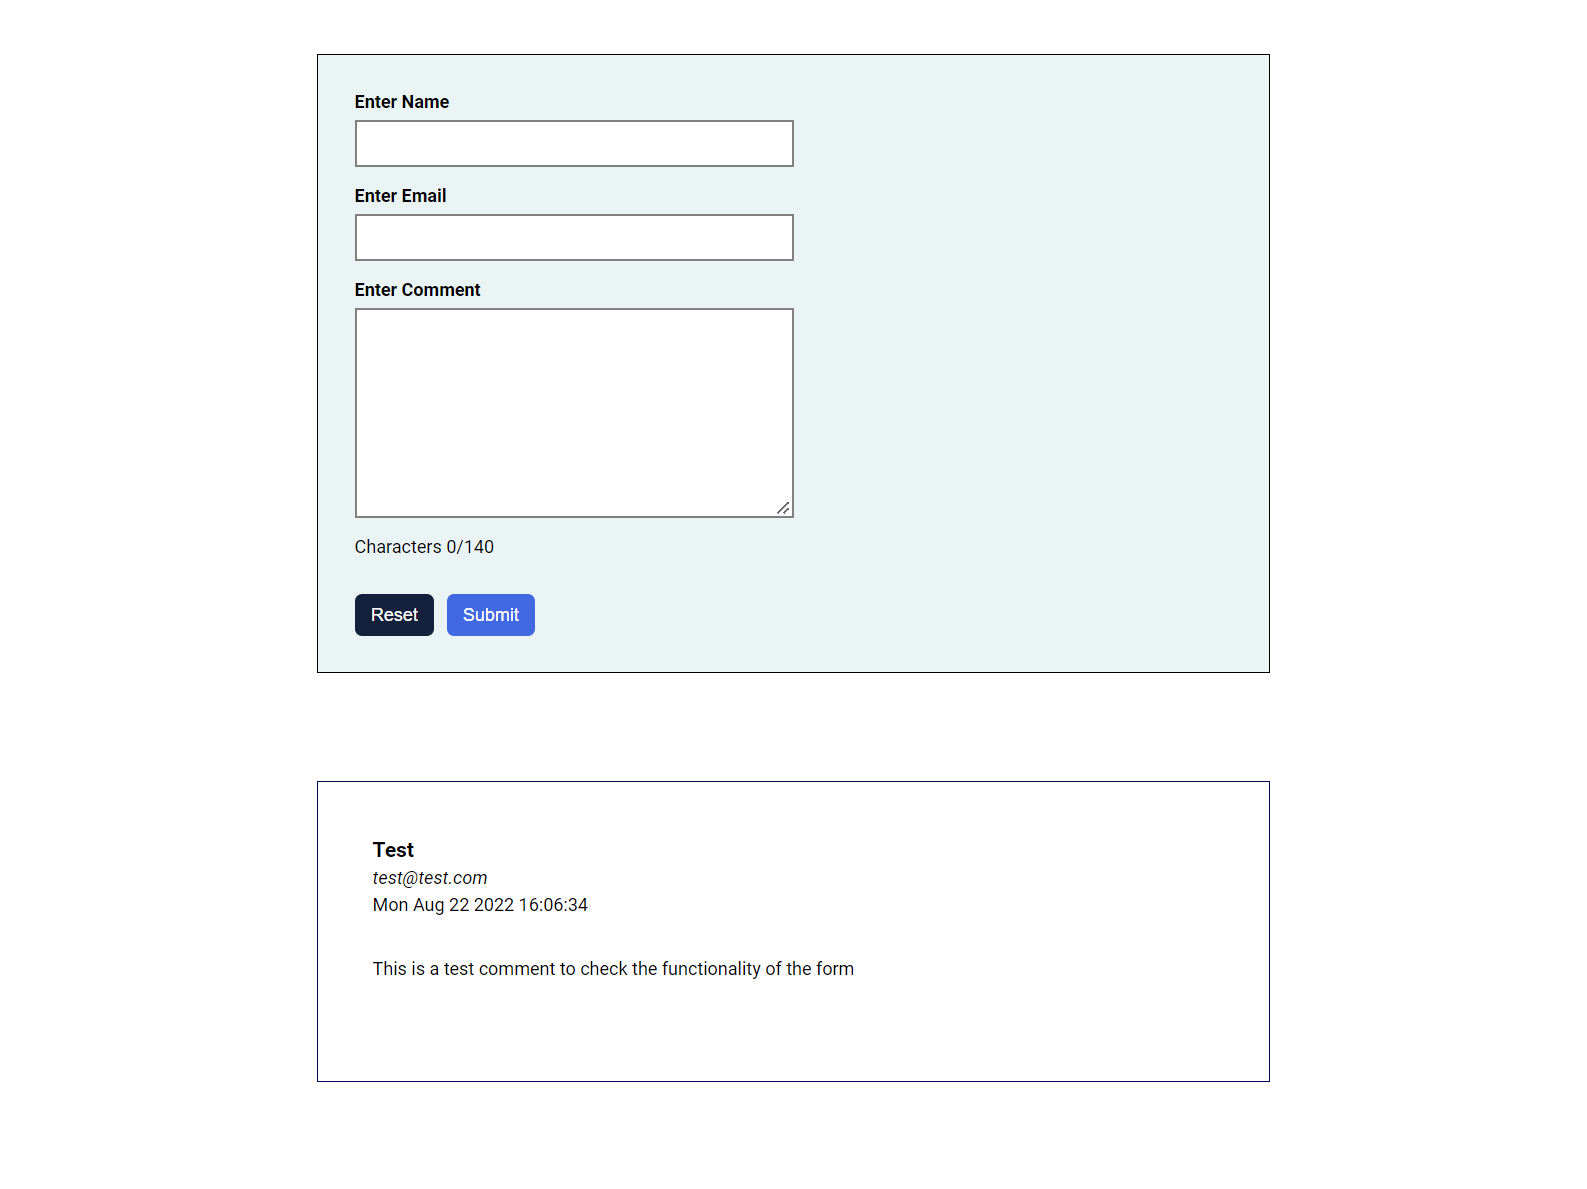 Enter Name
Enter Email
Enter Comment
Characters 0/140
Reset Submit
Test
test@test.com
Mon Aug 22 2022 16:06:34
This is a test comment to check the functionality of the form